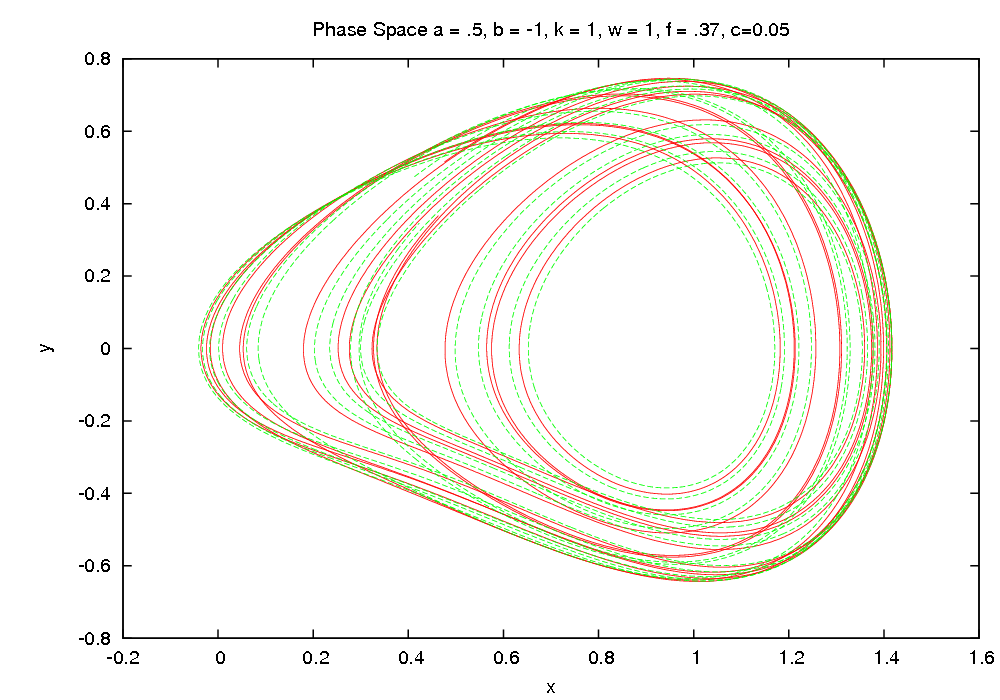 Phase Space a = .5, b = -1, k = 1, w = 1, f = .37, c=0.05
0.8
0.6
0.4
0.2
0
-0.2
-0.4
-0.6
-0.8
y
-0.2 0 0.2 0.4 0.6 0.8 1 1.2 1.4 1.6
x